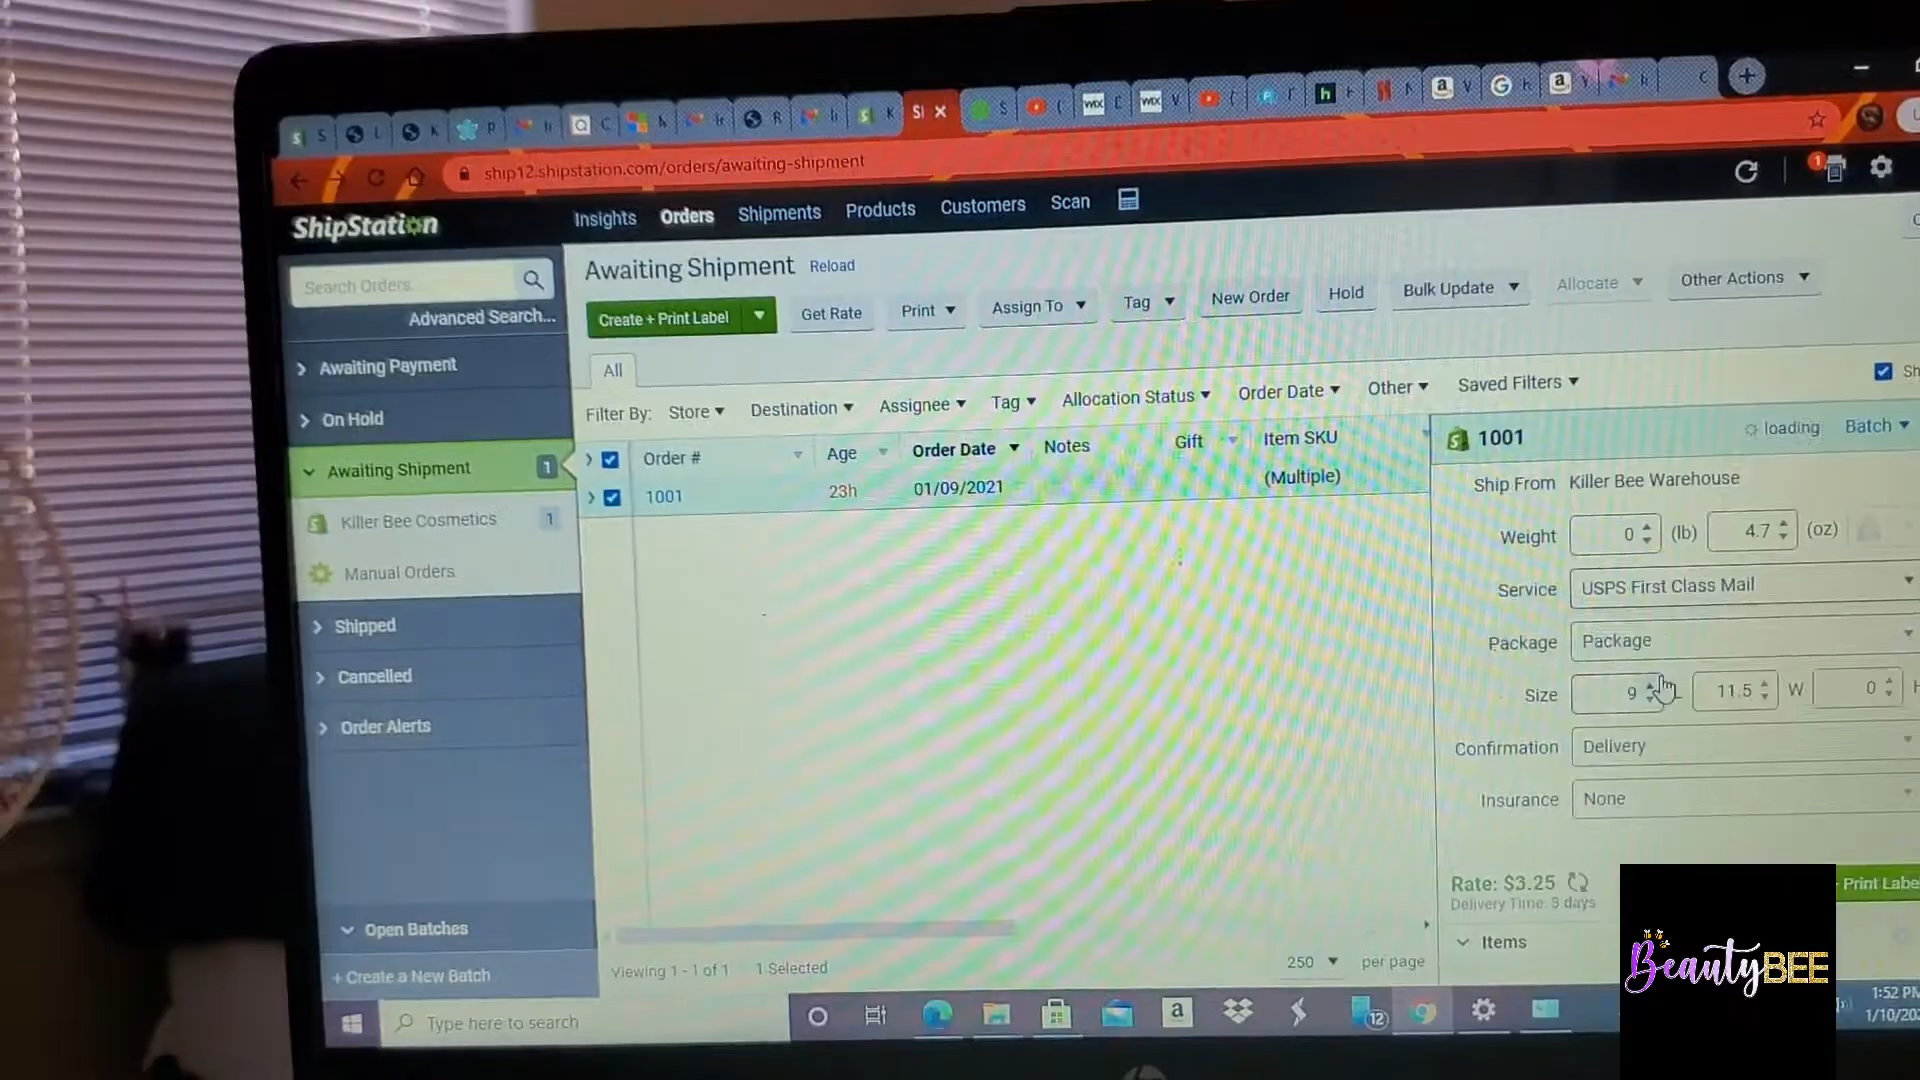 ship12.shipstation.com/orders/awaiting-shipment
ShipStation
Insights Orders Shipments Products Customers Scan
1
Search Orders...
Advanced Search...
Awaiting Payment
On Hold
Awaiting Shipment 1
Killer Bee Cosmetics 1
Manual Orders
Shipped
Cancelled
Order Alerts
Open Batches
+ Create a New Batch
Awaiting Shipment Reload
Create + Print Label Get Rate Print Assign To Tag New Order Hold Bulk Update Allocate Other Actions
All
Filter By: Store Destination Assignee Tag Allocation Status Order Date Other Saved Filters
Order # Age Order Date Notes Gift Item SKU
1001 23h 01/09/2021 (Multiple)
Viewing 1 - 1 of 1 1 Selected 250 per page
1001 loading Batch
Ship From Killer Bee Warehouse
Weight 0 (lb) 4.7 (oz)
Service USPS First Class Mail
Package Package
Size 9 11.5 W 0
Confirmation Delivery
Insurance None
Rate: $3.25
Delivery Time: 3 days
Print Labe
Items
BeautyBEE
Type here to search
12
1:52 PM
1/10/20